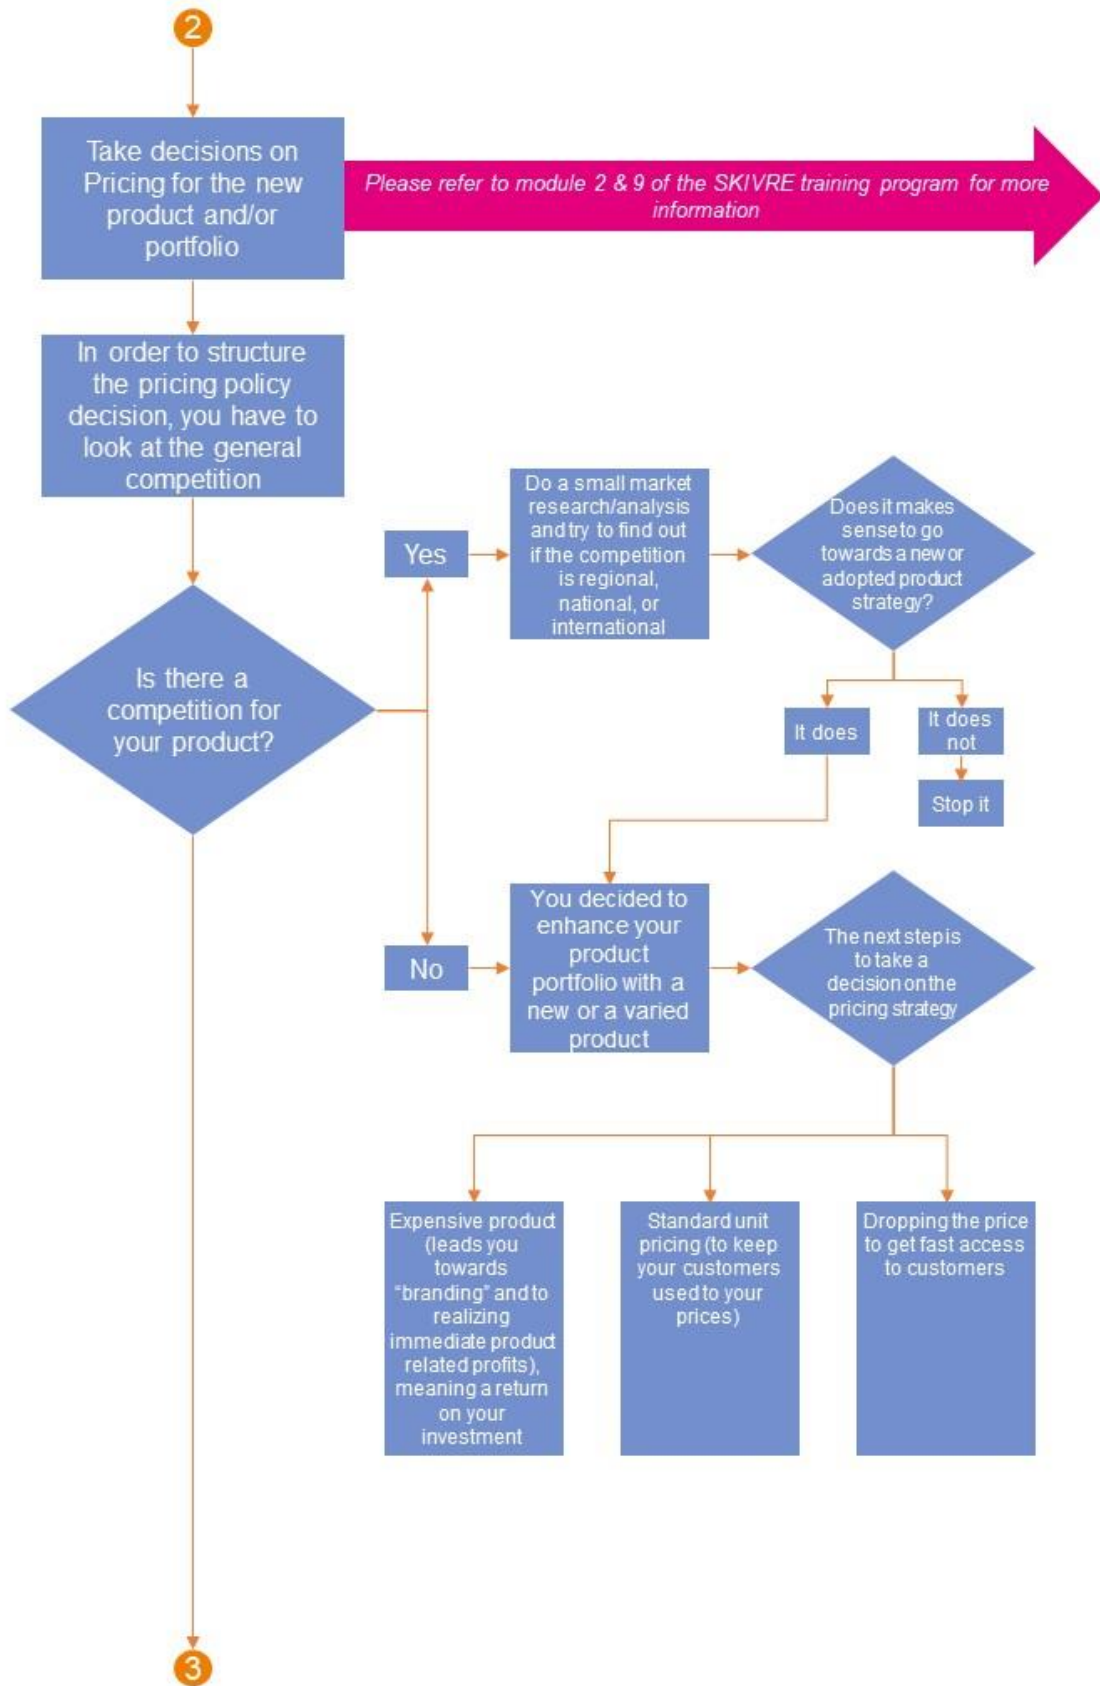 2
Take decisions on
Pricing for the new
product and/or
portfolio
Please refer to module 2 & 9 of the SKIVRE training program for more
information
In order to structure
the pricing policy
decision, you have to
look at the general
competition
Is there a
competition for
your product?
Yes
Do a small market
research/analysis
and try to find out
if the competition
is regional,
national, or
international
Does it makes
sense to go
towards a new or
adopted product
strategy?
It does
It does
not
Stop it
No
You decided to
enhance your
product
portfolio with a
new or a varied
product
The next step is
to take a
decision on the
pricing strategy
Expensive product
(leads you
towards
“branding” and to
realizing
immediate product
related profits),
meaning a return
on your
investment
Standard unit
pricing (to keep
your customers
used to your
prices)
Dropping the price
to get fast access
to customers
3